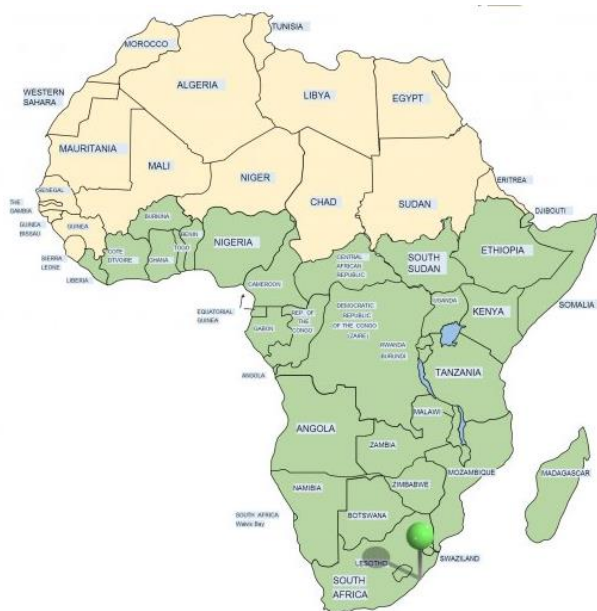 TUNISIA
MOROCCO
ALGERIA
LIBYA
EGYPT
WESTERN
SAHARA
MAURITANIA
MALI
NIGER
CHAD
SUDAN
ERITREA
SENEGAL
THE
GAMBIA
GUINEA
BISSAU
GUINEA
SIERRA
LEONE
LIBERIA
BURKINA
COTE
DTVOIRE
GHANA
TOGO
BENIN
NIGERIA
DJIBOUTI
ETHIOPIA
SOUTH
SUDAN
CENTRAL
AFRICAN
REPUBLIC
CAMEROON
EQUATORIAL
GUINEA
GABON
REP. OF
THE
CONGO
DEMOCRATIC
REPUBLIC
OF THE CONGO
(ZAIRE)
UGANDA
KENYA
SOMALIA
RWANDA
BURUNDI
TANZANIA
ANGOLA
ANGOLA
MALAWI
ZAMBIA
MOZAMBIQUE
MADAGASCAR
NAMIBIA
ZIMBABWE
BOTSWANA
SOUTH AFRICA
Walvis Bay
SWAZILAND
LESOTHO
SOUTH
AFRICA